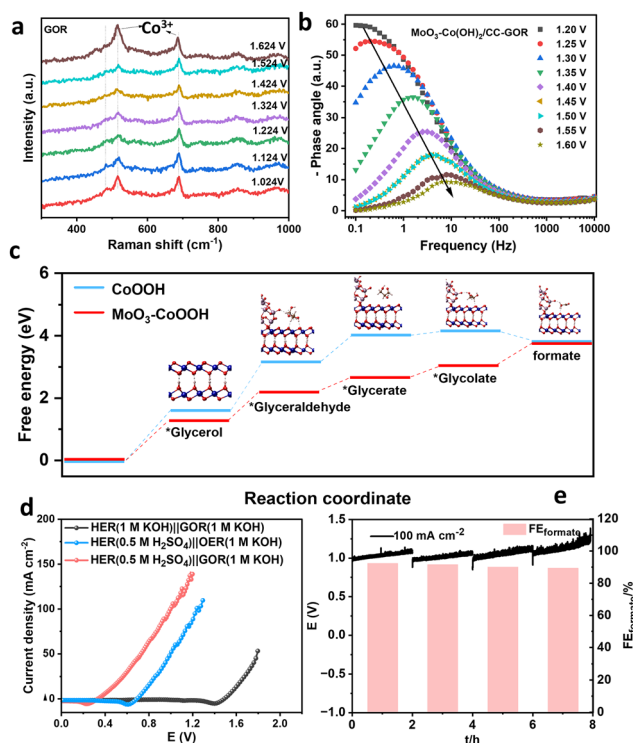 a
GOR
Co3+
1.624 V
1.524 V
1.424 V
1.324 V
1.224 V
1.124 V
1.024V
Intensity (a.u.)
400
600
800
1000
Raman shift (cm-1)
b
MoO3-Co(OH)2/CC-GOR
1.20 V
1.25 V
1.30 V
1.35 V
1.40 V
1.45 V
1.50 V
1.55 V
1.60 V
- Phase angle (a.u.)
60
50
40
30
20
10
0
0.1
1
10
100
1000
10000
Frequency (Hz)
c
CoOOH
MoO3-CoOOH
Free energy (eV)
6
4
2
0
*Glycerol
*Glyceraldehyde
*Glycerate
*Glycolate
formate
Reaction coordinate
d
HER(1 M KOH)||GOR(1 M KOH)
HER(0.5 M H2SO4)||OER(1 M KOH)
HER(0.5 M H2SO4)||GOR(1 M KOH)
Current density (mA cm-2)
200
150
100
50
0
0.0
0.4
0.8
1.2
1.6
2.0
E (V)
e
100 mA cm-2
FEformate
E (V)
1.5
1.0
0.5
0.0
-0.5
-1.0
0
2
4
6
8
t/h
120
100
80
60
40
20
0
FEformate/%